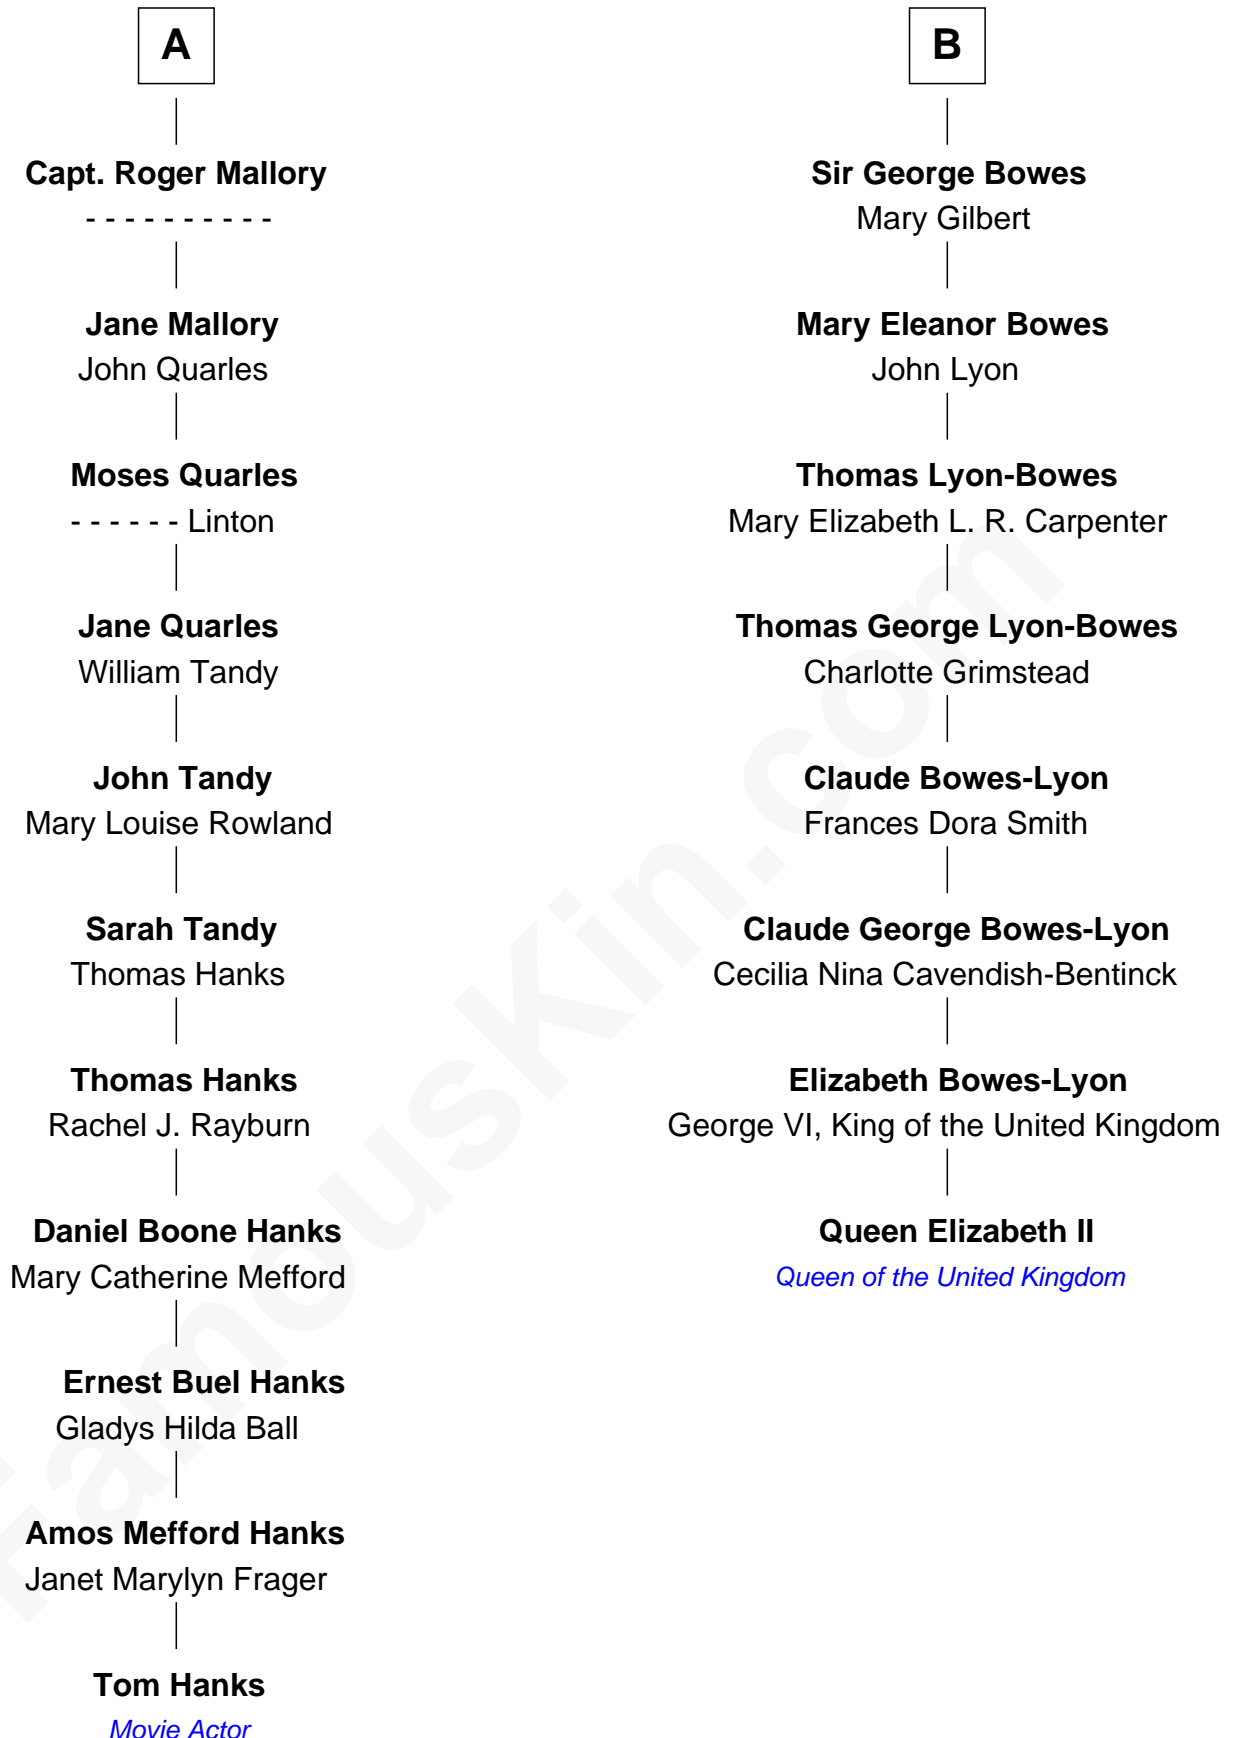 A
Capt. Roger Mallory
- - - - - - - - - -
Jane Mallory
John Quarles
Moses Quarles
- - - - - - Linton
Jane Quarles
William Tandy
John Tandy
Mary Louise Rowland
Sarah Tandy
Thomas Hanks
Thomas Hanks
Rachel J. Rayburn
Daniel Boone Hanks
Mary Catherine Mefford
Ernest Buel Hanks
Gladys Hilda Ball
Amos Mefford Hanks
Janet Marylyn Frager
Tom Hanks
Movie Actor
B
Sir George Bowes
Mary Gilbert
Mary Eleanor Bowes
John Lyon
Thomas Lyon-Bowes
Mary Elizabeth L. R. Carpenter
Thomas George Lyon-Bowes
Charlotte Grimstead
Claude Bowes-Lyon
Frances Dora Smith
Claude George Bowes-Lyon
Cecilia Nina Cavendish-Bentinck
Elizabeth Bowes-Lyon
George VI, King of the United Kingdom
Queen Elizabeth II
Queen of the United Kingdom
FamousKin.com